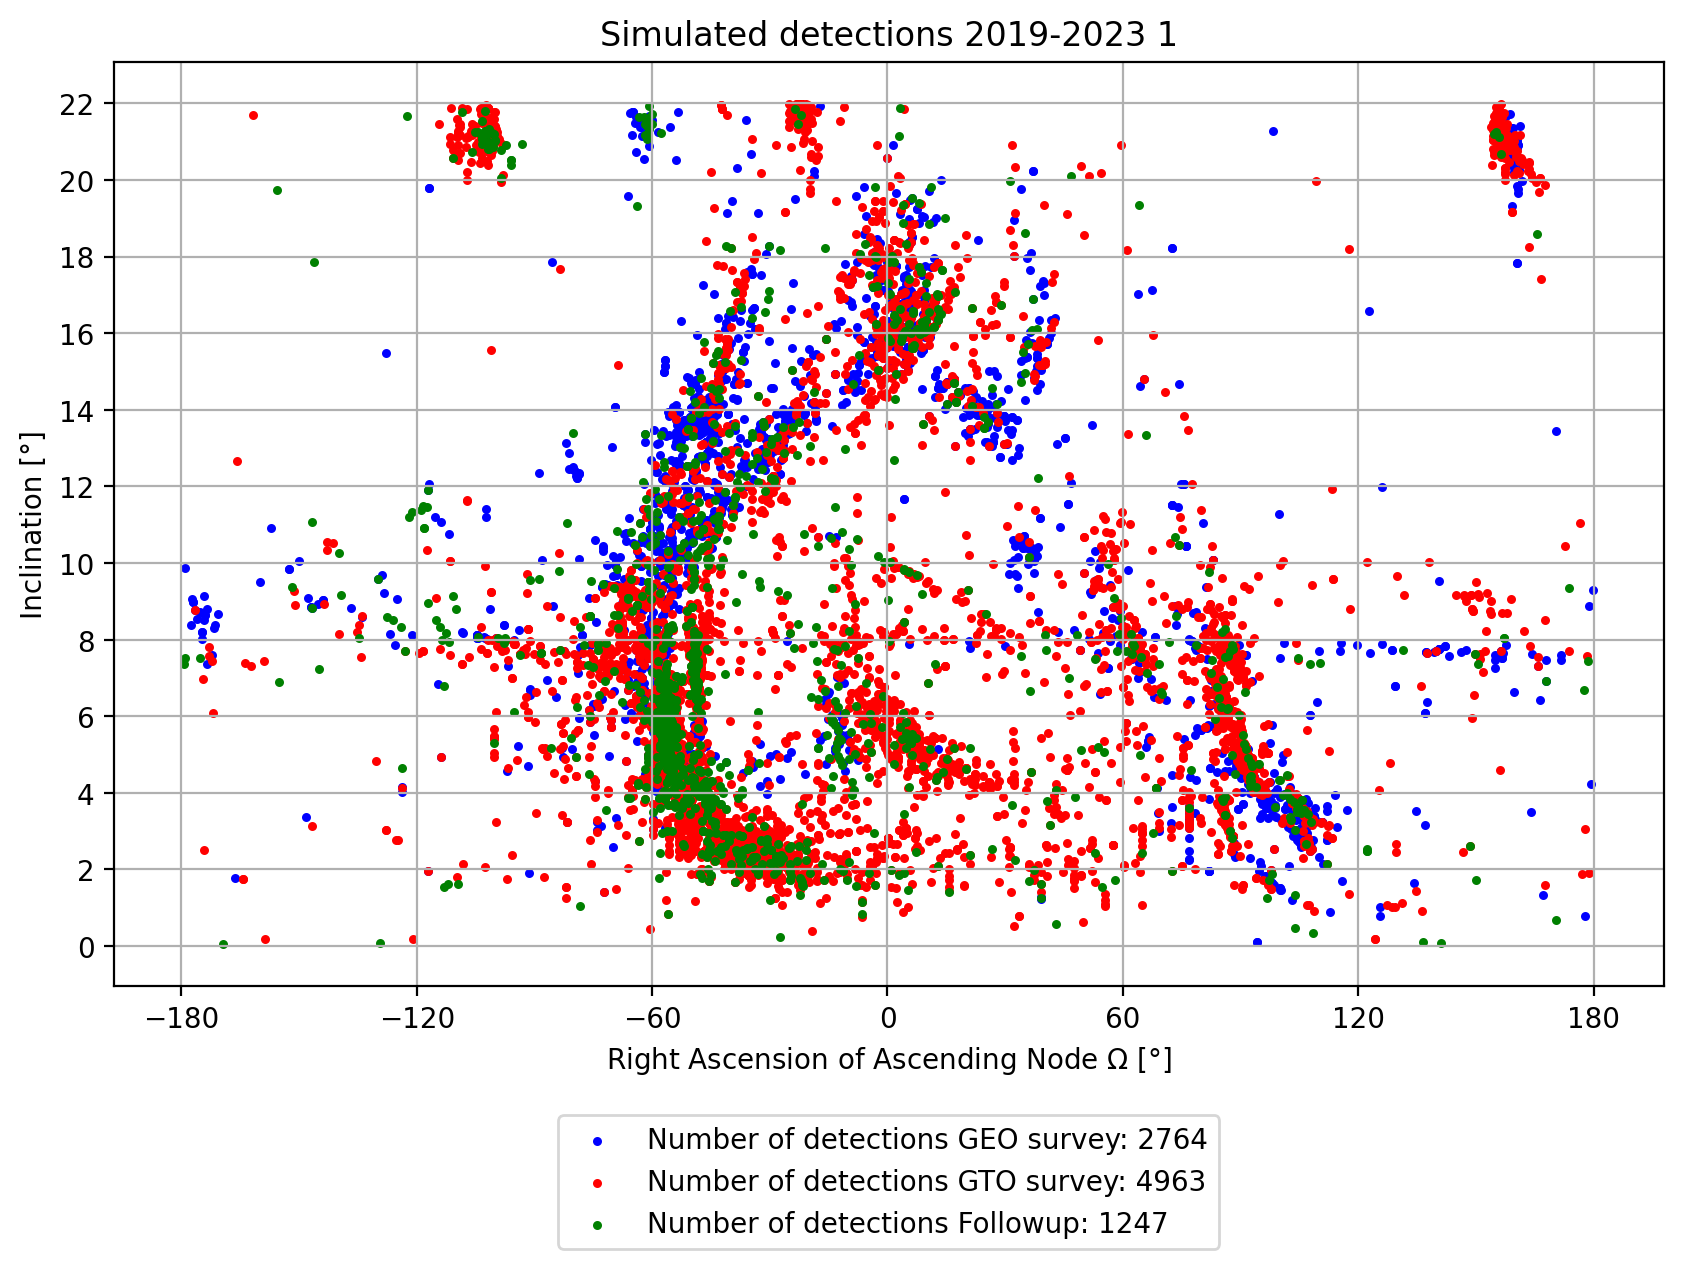 Simulated detections 2019-2023 1
Inclination [°]
22
20
18
16
14
12
10
8
6
4
2
0
−180 −120 −60 0 60 120 180
Right Ascension of Ascending Node Ω [°]
Number of detections GEO survey: 2764
Number of detections GTO survey: 4963
Number of detections Followup: 1247